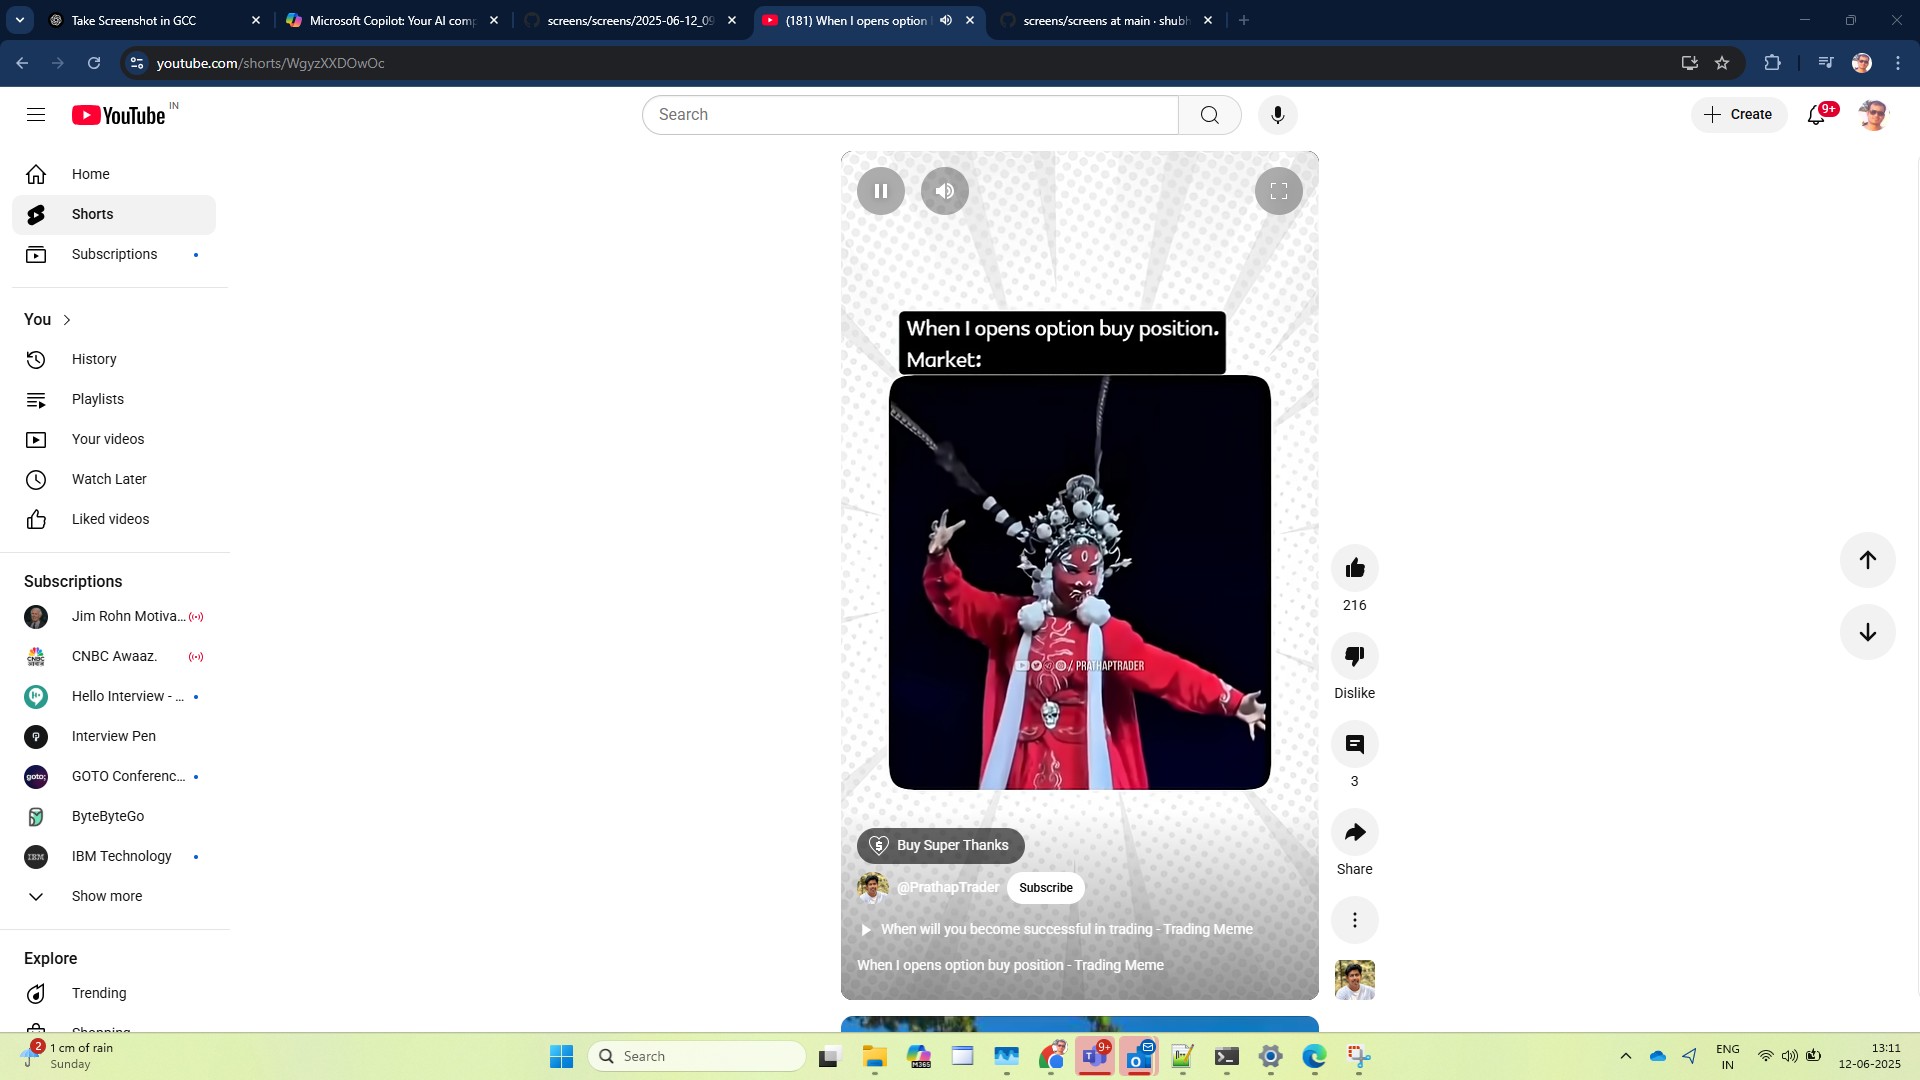 Take Screenshot in GCC
Microsoft Copilot: Your AI comp
screens/screens/2025-06-12_09
(181) When I opens option
screens/screens at main · shubh
youtube.com/shorts/WgyzXXDOwOc
YouTube IN
Search
Create
9+
Home
Shorts
Subscriptions
You
History
Playlists
Your videos
Watch Later
Liked videos
Subscriptions
Jim Rohn Motiva...
CNBC Awaaz.
Hello Interview - ...
Interview Pen
GOTO Conferenc...
ByteByteGo
IBM Technology
Show more
Explore
Trending
Shopping
When I opens option buy position.
Market:
/ PRATHAPTRADER
Buy Super Thanks
@PrathapTrader
Subscribe
When will you become successful in trading - Trading Meme
When I opens option buy position - Trading Meme
216
Dislike
3
Share
2
1 cm of rain
Sunday
Search
M365
9+
ENG
IN
13:11
12-06-2025